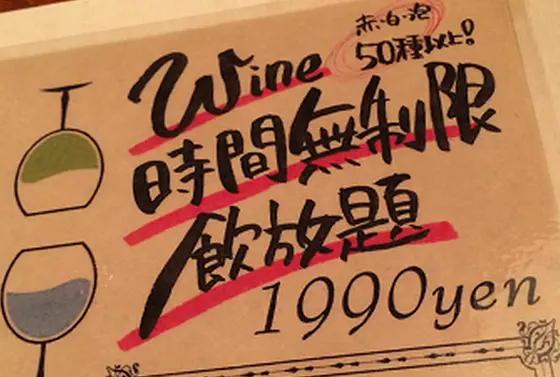 赤・白・泡
50種以上!
Wine
時間無制限
飲放題
1990yen